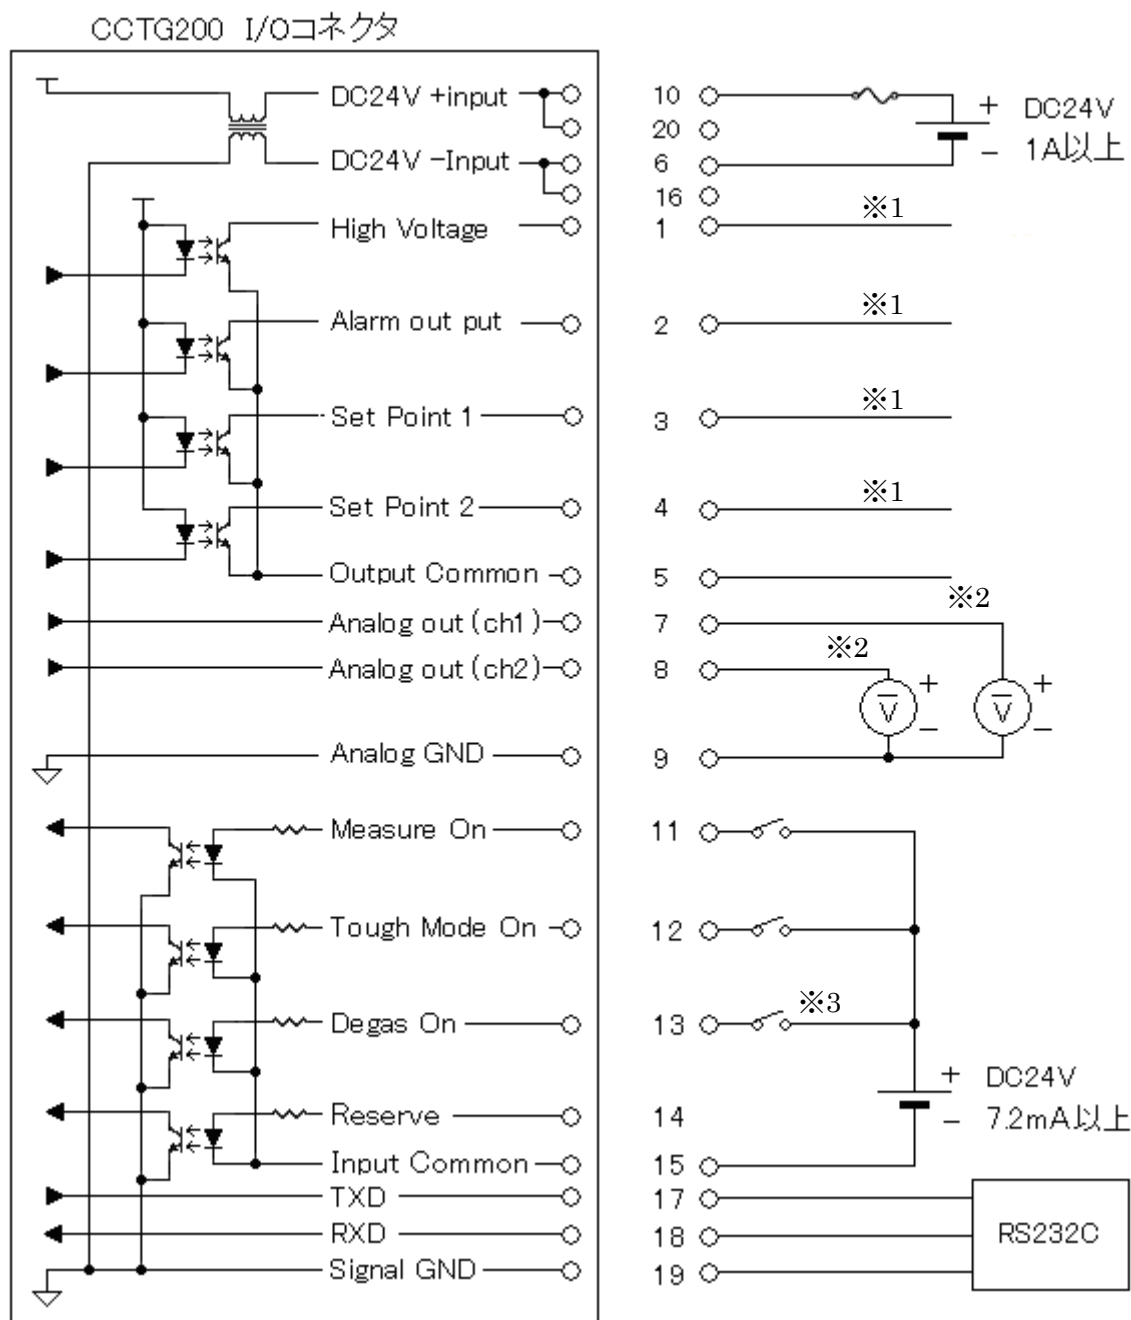 CCTG200 I/Oコネクタ
DC24V +input 10
+ DC24V
20
DC24V -Input 6
- 1A以上
16
High Voltage 1 ※1
Alarm out put 2 ※1
Set Point 1 3 ※1
Set Point 2 4 ※1
Output Common 5
Analog out (ch1) 7 ※2
Analog out (ch2) 8 ※2
V + - V + -
Analog GND 9
Measure On 11
Tough Mode On 12
Degas On 13 ※3
+ DC24V
Reserve 14
- 7.2mA以上
Input Common 15
TXD 17
RXD 18 RS232C
Signal GND 19